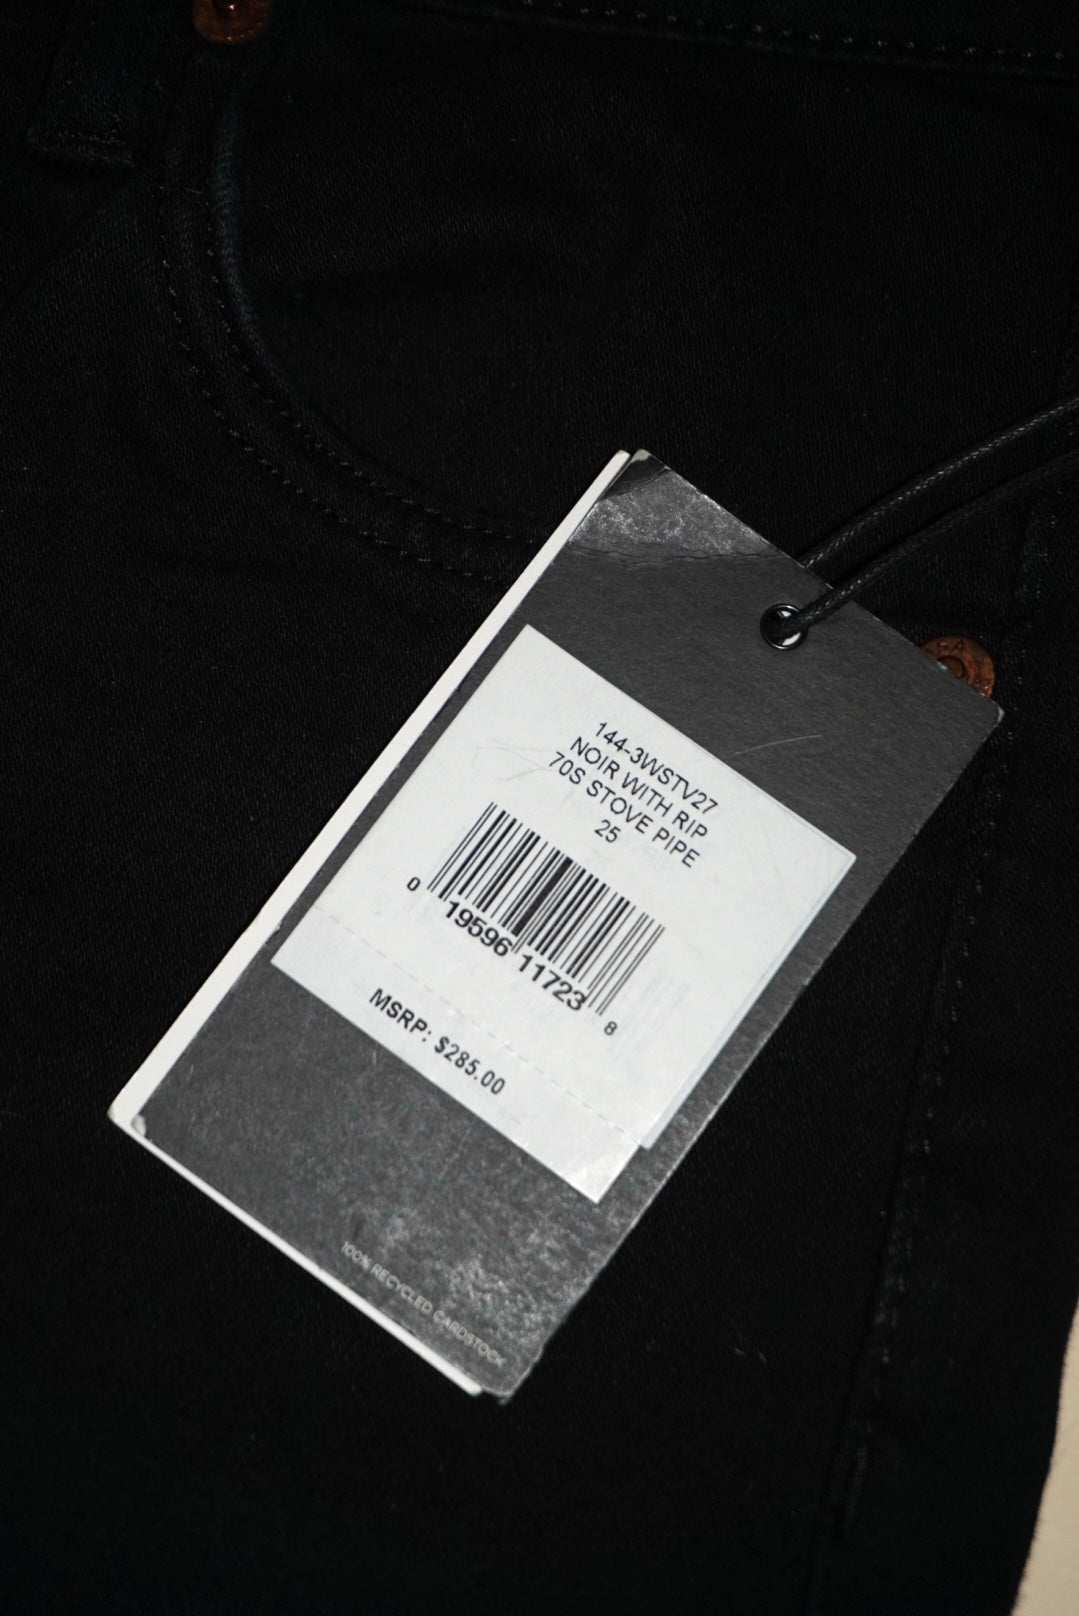 144-3WSTV27
NOIR WITH RIP
70S STOVE PIPE
25
0 19596 11723 8
MSRP: $285.00
100% RECYCLED CARDSTOCK